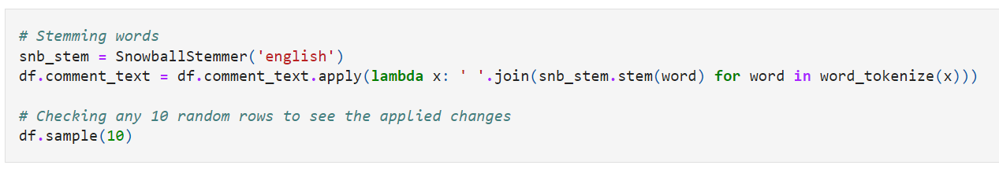 # Stemming words
snb_stem = SnowballStemmer('english')
df.comment_text = df.comment_text.apply(lambda x: ' '.join(snb_stem.stem(word) for word in word_tokenize(x)))
# Checking any 10 random rows to see the applied changes
df.sample(10)